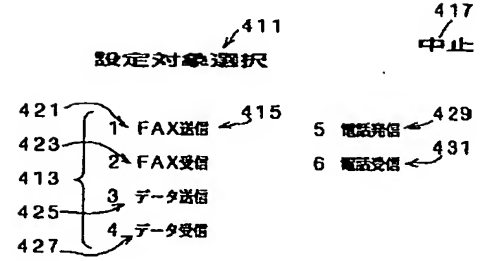 417
411
中止
設定対象選択
421
1 FAX送信
415
5 電話発信
429
423
2 FAX受信
6 電話受信
431
413
3 データ送信
425
4 データ受信
427